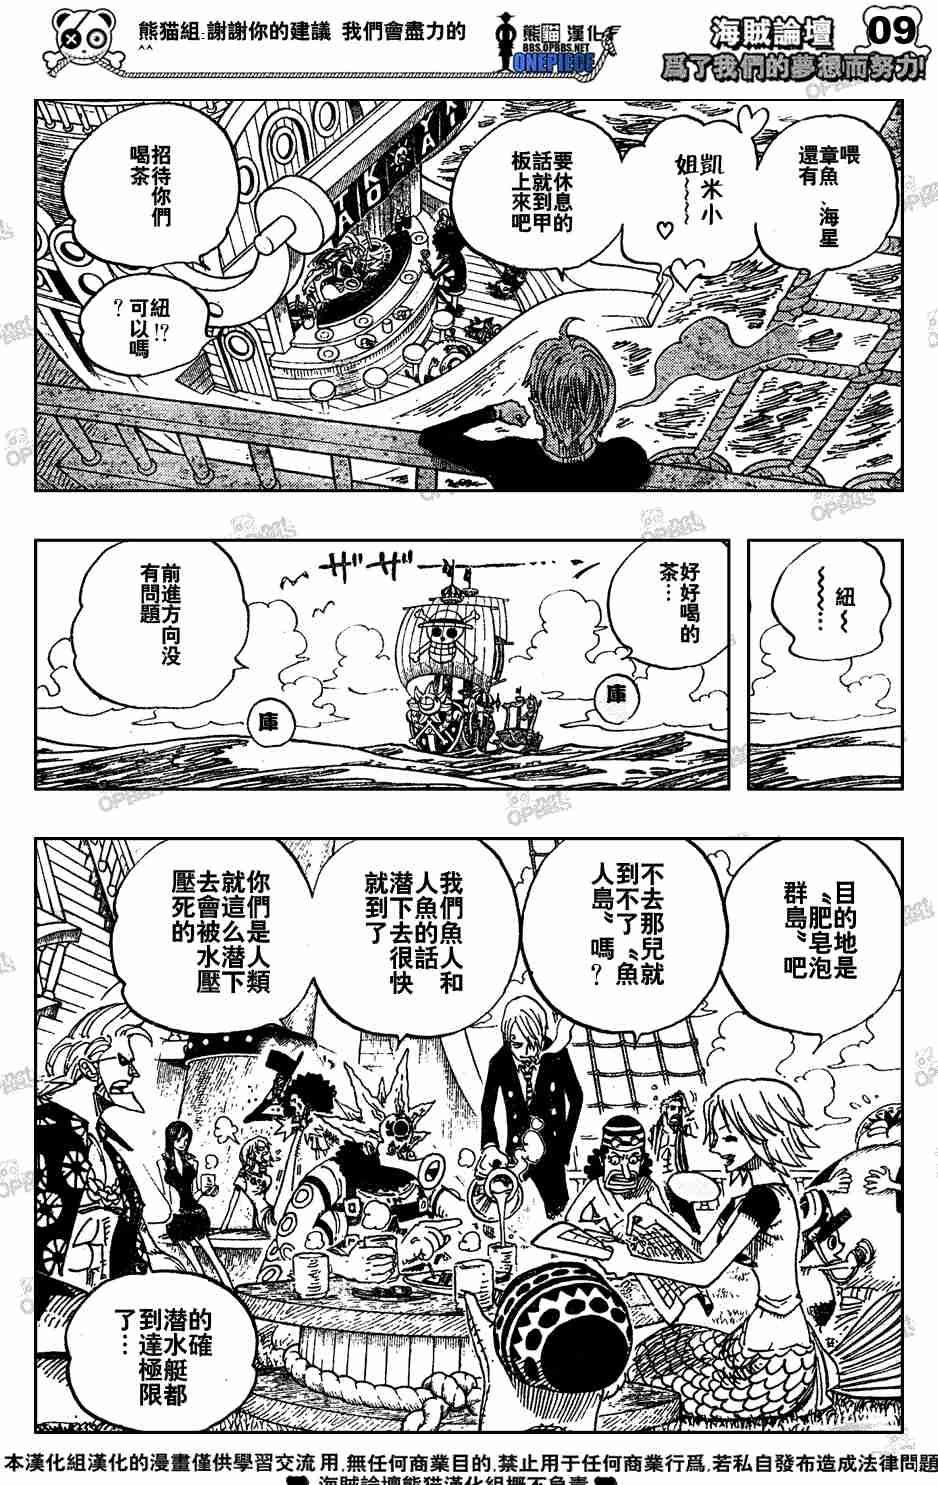 熊猫組:謝謝你的建議 我們會盡力的
^^
熊貓 漢化
BBS.OPBBS.NET
ONEPIECE
海賊論壇
爲了我們的夢想而努力!
09
喂
章魚、海星
還有
凱米小
姐~~~
要休息的
話就到甲
板上來吧
招待你們
喝茶
紐!?
可以嗎
?
TAKOYAKI
紐~
~~~~……
好好喝的
茶…
ザザザ
前進方向没
有問題
庫
庫
目的地是
“肥皂泡
群島”吧
不去那兒就
到不了“魚
人島”嗎?
我們魚人和
人魚的話
潜下去很快
就到了
你們是人類
就這么潜下
去會被水壓
壓死的
的確
潜水艇都
到達極限
了…
本漢化組漢化的漫畫僅供學習交流 用,無任何商業目的,禁止用于任何商業行爲,若私自發布造成法律問題
海賊論壇熊猫漢化組概不負責